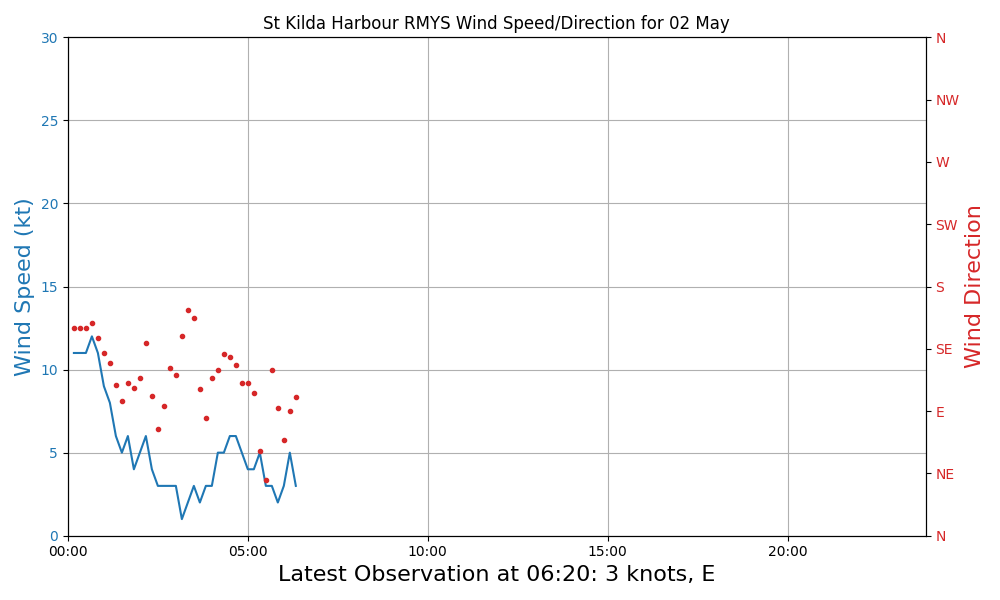 St Kilda Harbour RMYS Wind Speed/Direction for 02 May
30
25
20
15
10
5
0
Wind Speed (kt)
N
NW
W
SW
S
SE
E
NE
N
Wind Direction
00:00 05:00 10:00 15:00 20:00
Latest Observation at 06:20: 3 knots, E